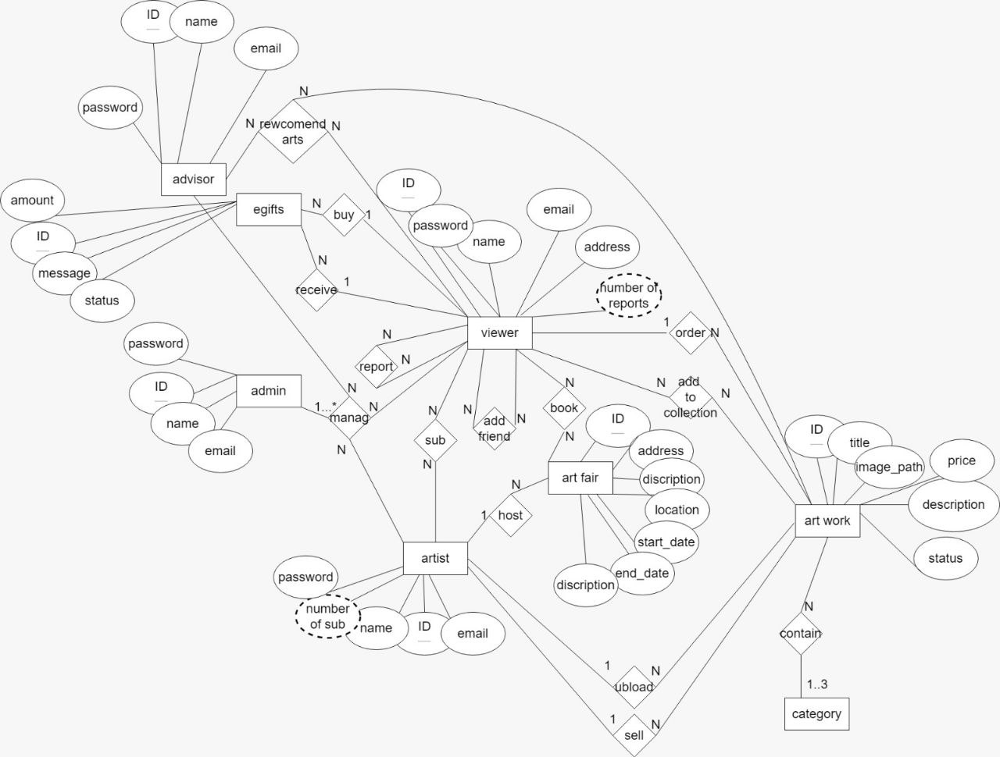 ID
name
email
password
N
N
rewcomend
arts
N
advisor
amount
ID
message
status
egifts
N
buy
1
N
receive
1
ID
password
name
email
address
number of
reports
viewer
1
order
N
N
report
N
password
ID
name
email
admin
1...*
N
manag
N
N
N
sub
N
N
add
friend
N
N
book
N
N
add
to
collection
N
ID
address
discription
location
start_date
end_date
discription
art fair
N
1
host
ID
title
image_path
price
description
status
art work
artist
password
number
of sub
name
ID
email
N
contain
1..3
category
1
N
ubload
1
N
sell